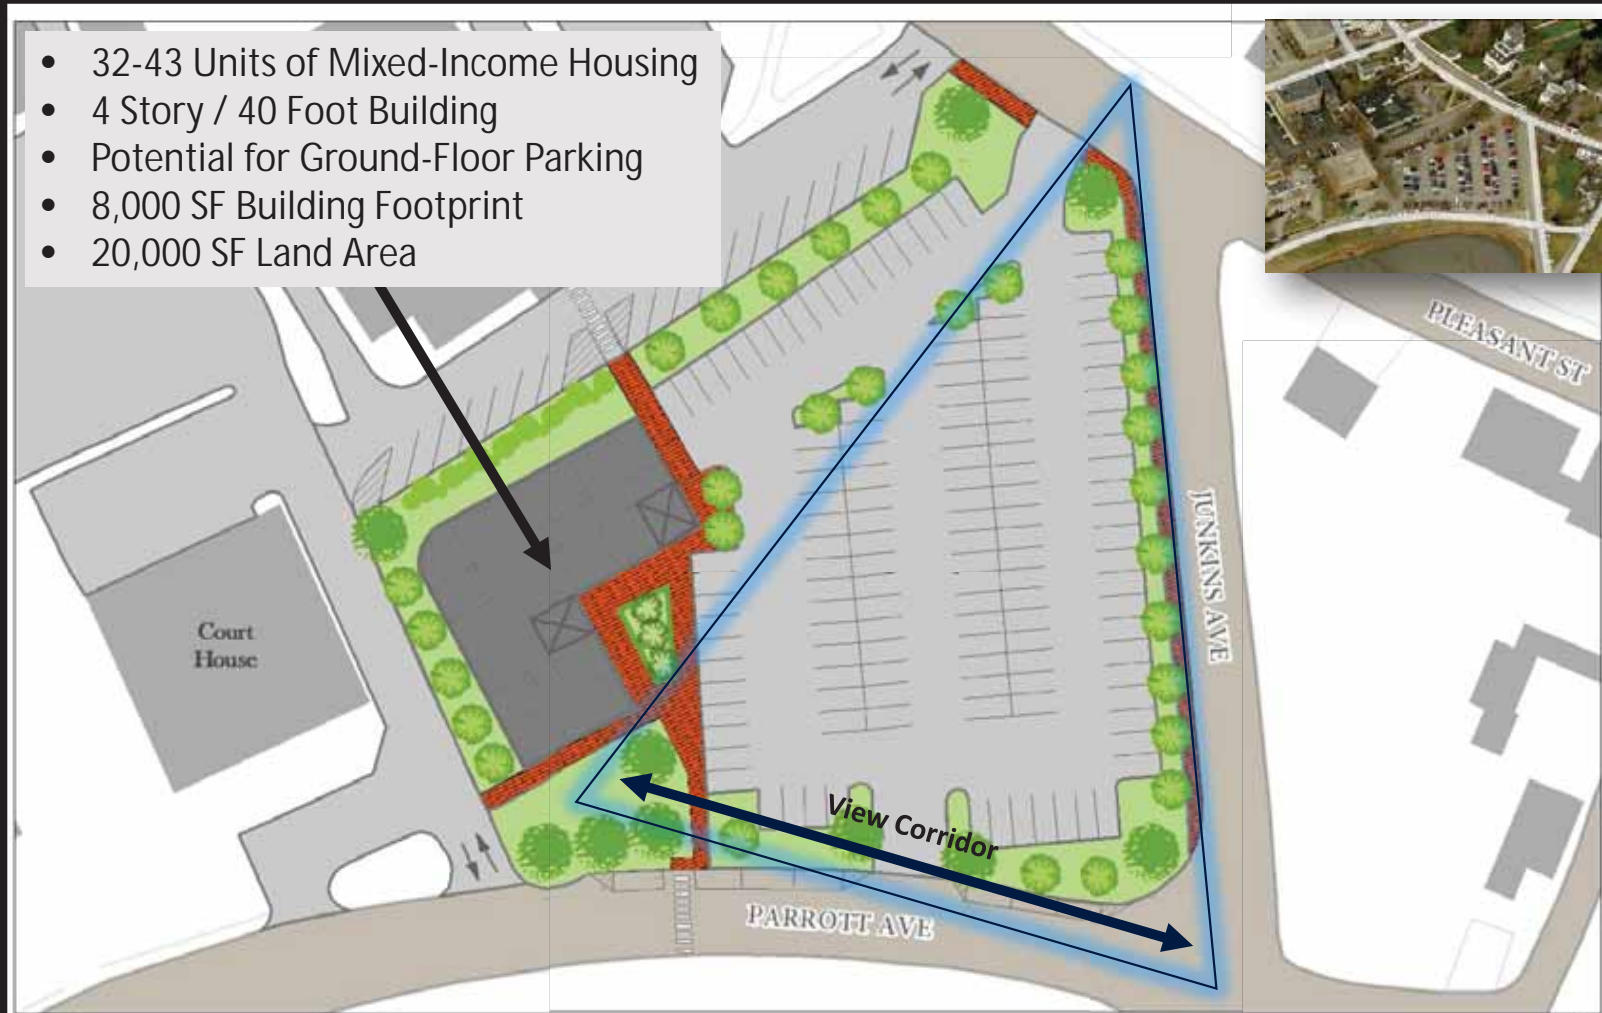 • 32-43 Units of Mixed-Income Housing
• 4 Story / 40 Foot Building
• Potential for Ground-Floor Parking
• 8,000 SF Building Footprint
• 20,000 SF Land Area
PLEASANT ST
JUNKINS AVE
Court
House
View Corridor
PARROTT AVE